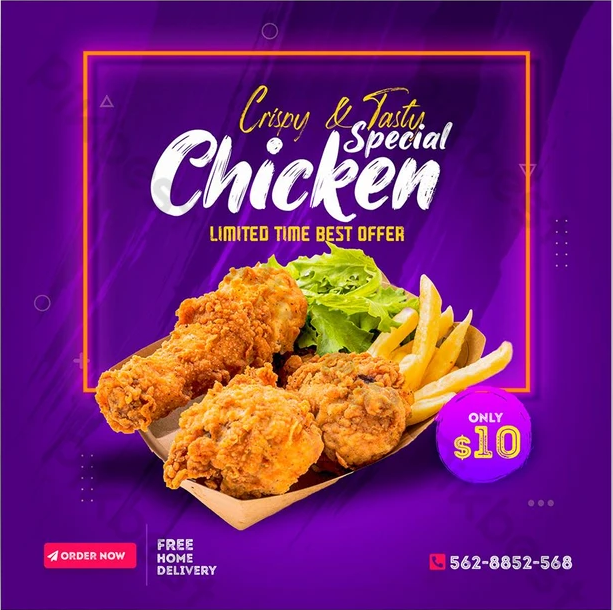 Crispy & Tasty
Special
Chicken
LIMITED TIME BEST OFFER
ONLY
$10
ORDER NOW
FREE
HOME
DELIVERY
562-8852-568